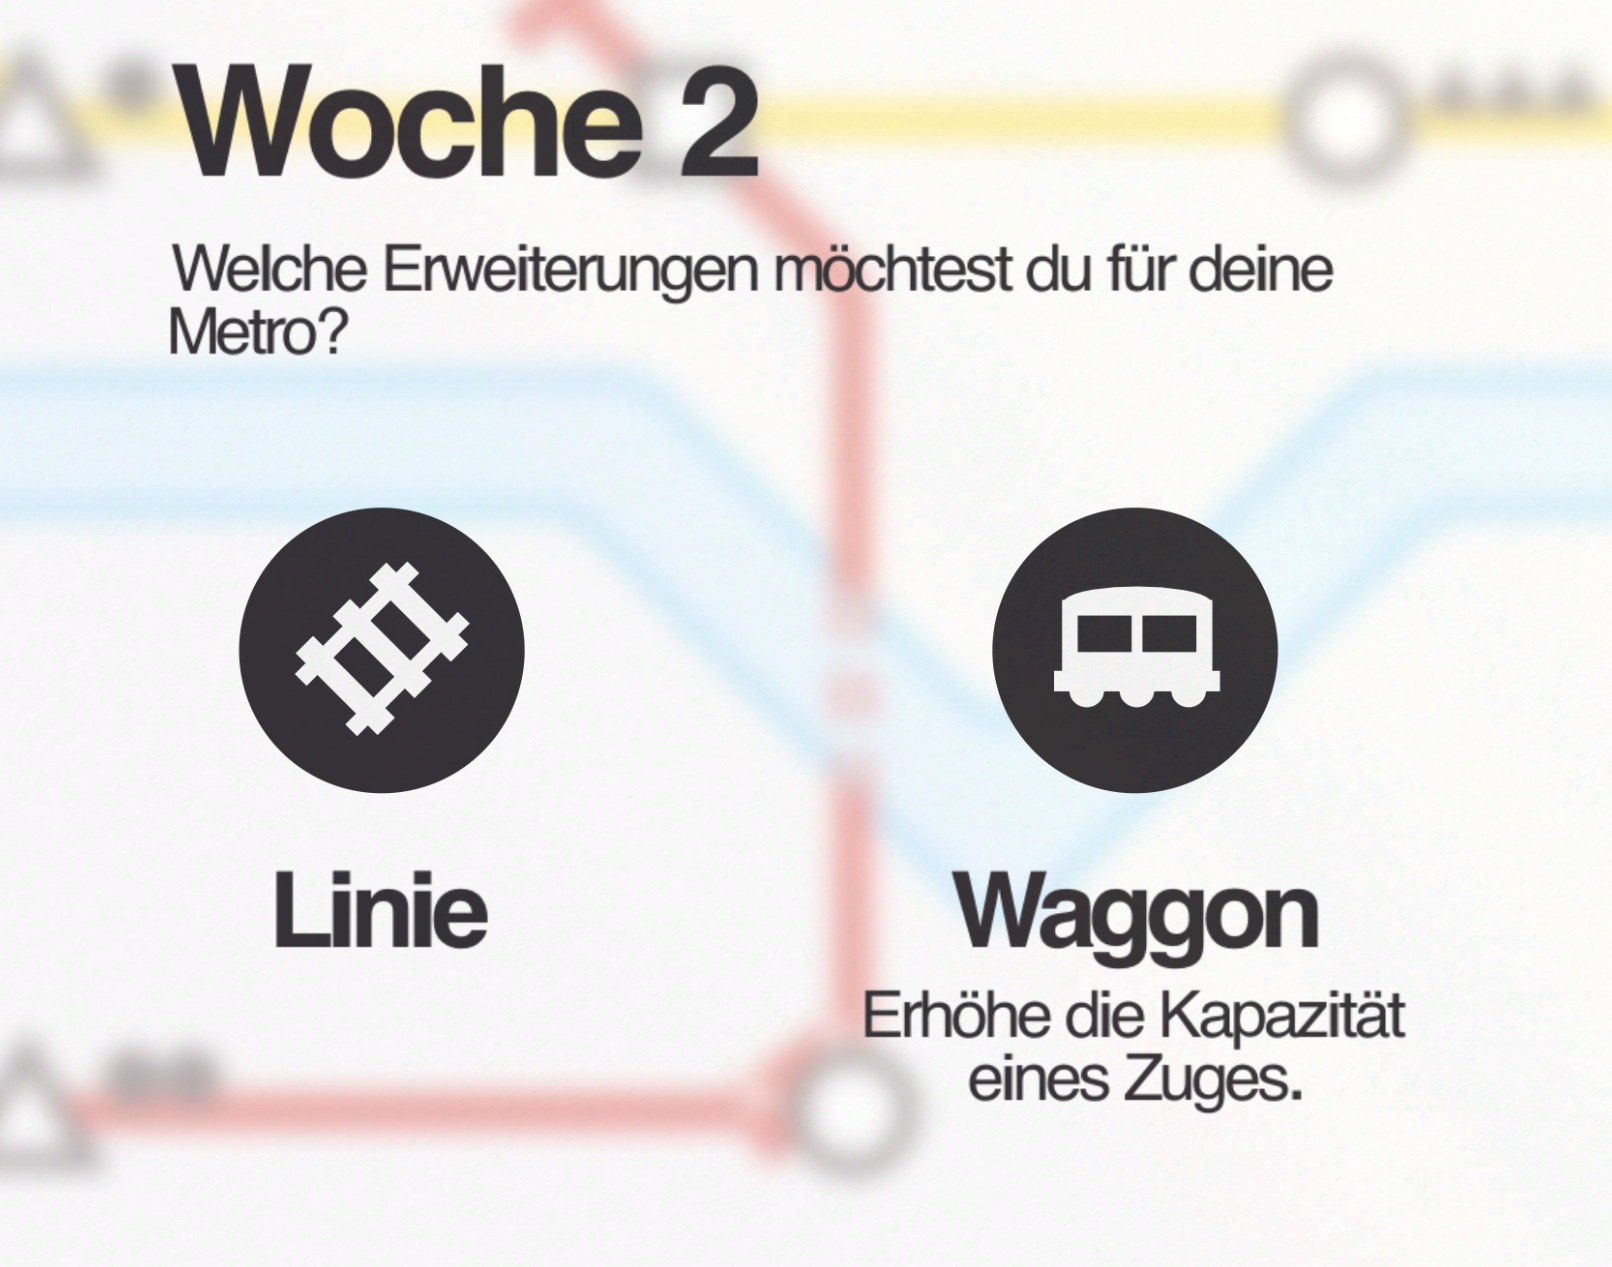 Woche 2
Welche Erweiterungen möchtest du für deine
Metro?
Linie
Waggon
Erhöhe die Kapazität
eines Zuges.